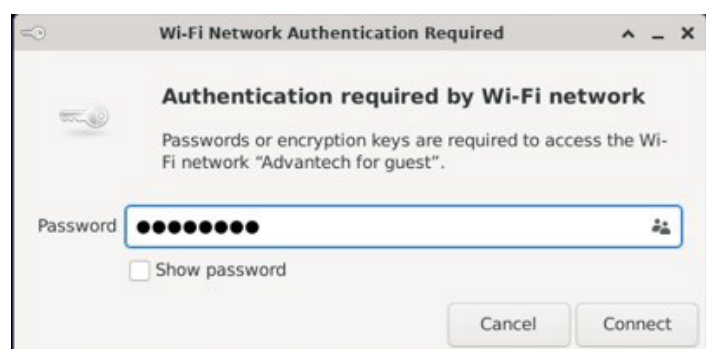 Wi-Fi Network Authentication Required
Authentication required by Wi-Fi network
Passwords or encryption keys are required to access the Wi-
Fi network “Advantech for guest”.
Password ●●●●●●●●
Show password
Cancel Connect